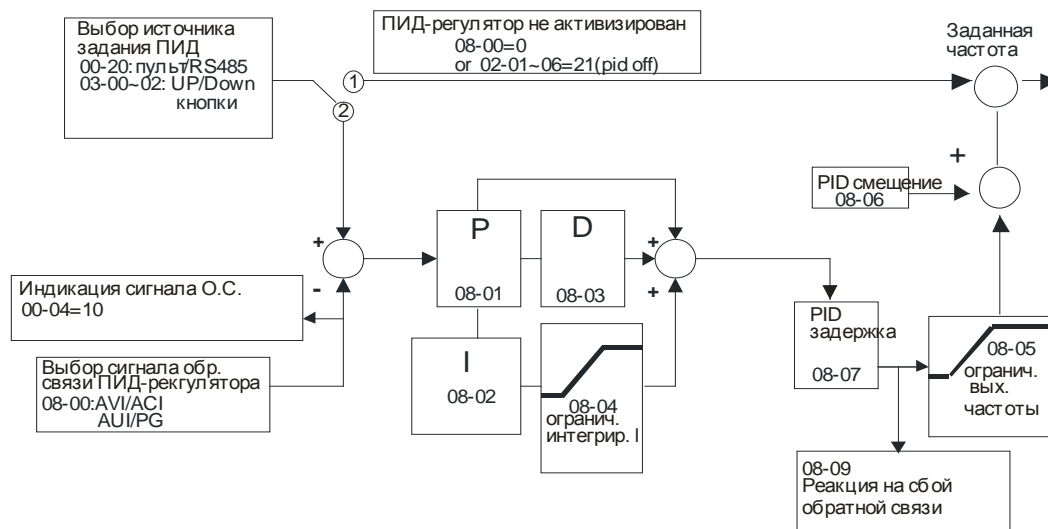 Выбор источника
задания ПИД
00-20: пульт/RS485
03-00~02: UP/Down
кнопки
ПИД-регулятор не активизирован
08-00=0
or 02-01~06=21(pid off)
Заданная
частота
1
2
+
PID смещение
08-06
+
-
P
08-01
D
08-03
+
+
Индикация сигнала О.С.
00-04=10
PID
задержка
08-07
08-05
огранич.
вых.
частоты
Выбор сигнала обр.
связи ПИД-рекгулятора
08-00:AVI/ACI
AUI/PG
I
08-02
08-04
огранич.
интегрир. I
08-09
Реакция на сбой
обратной связи